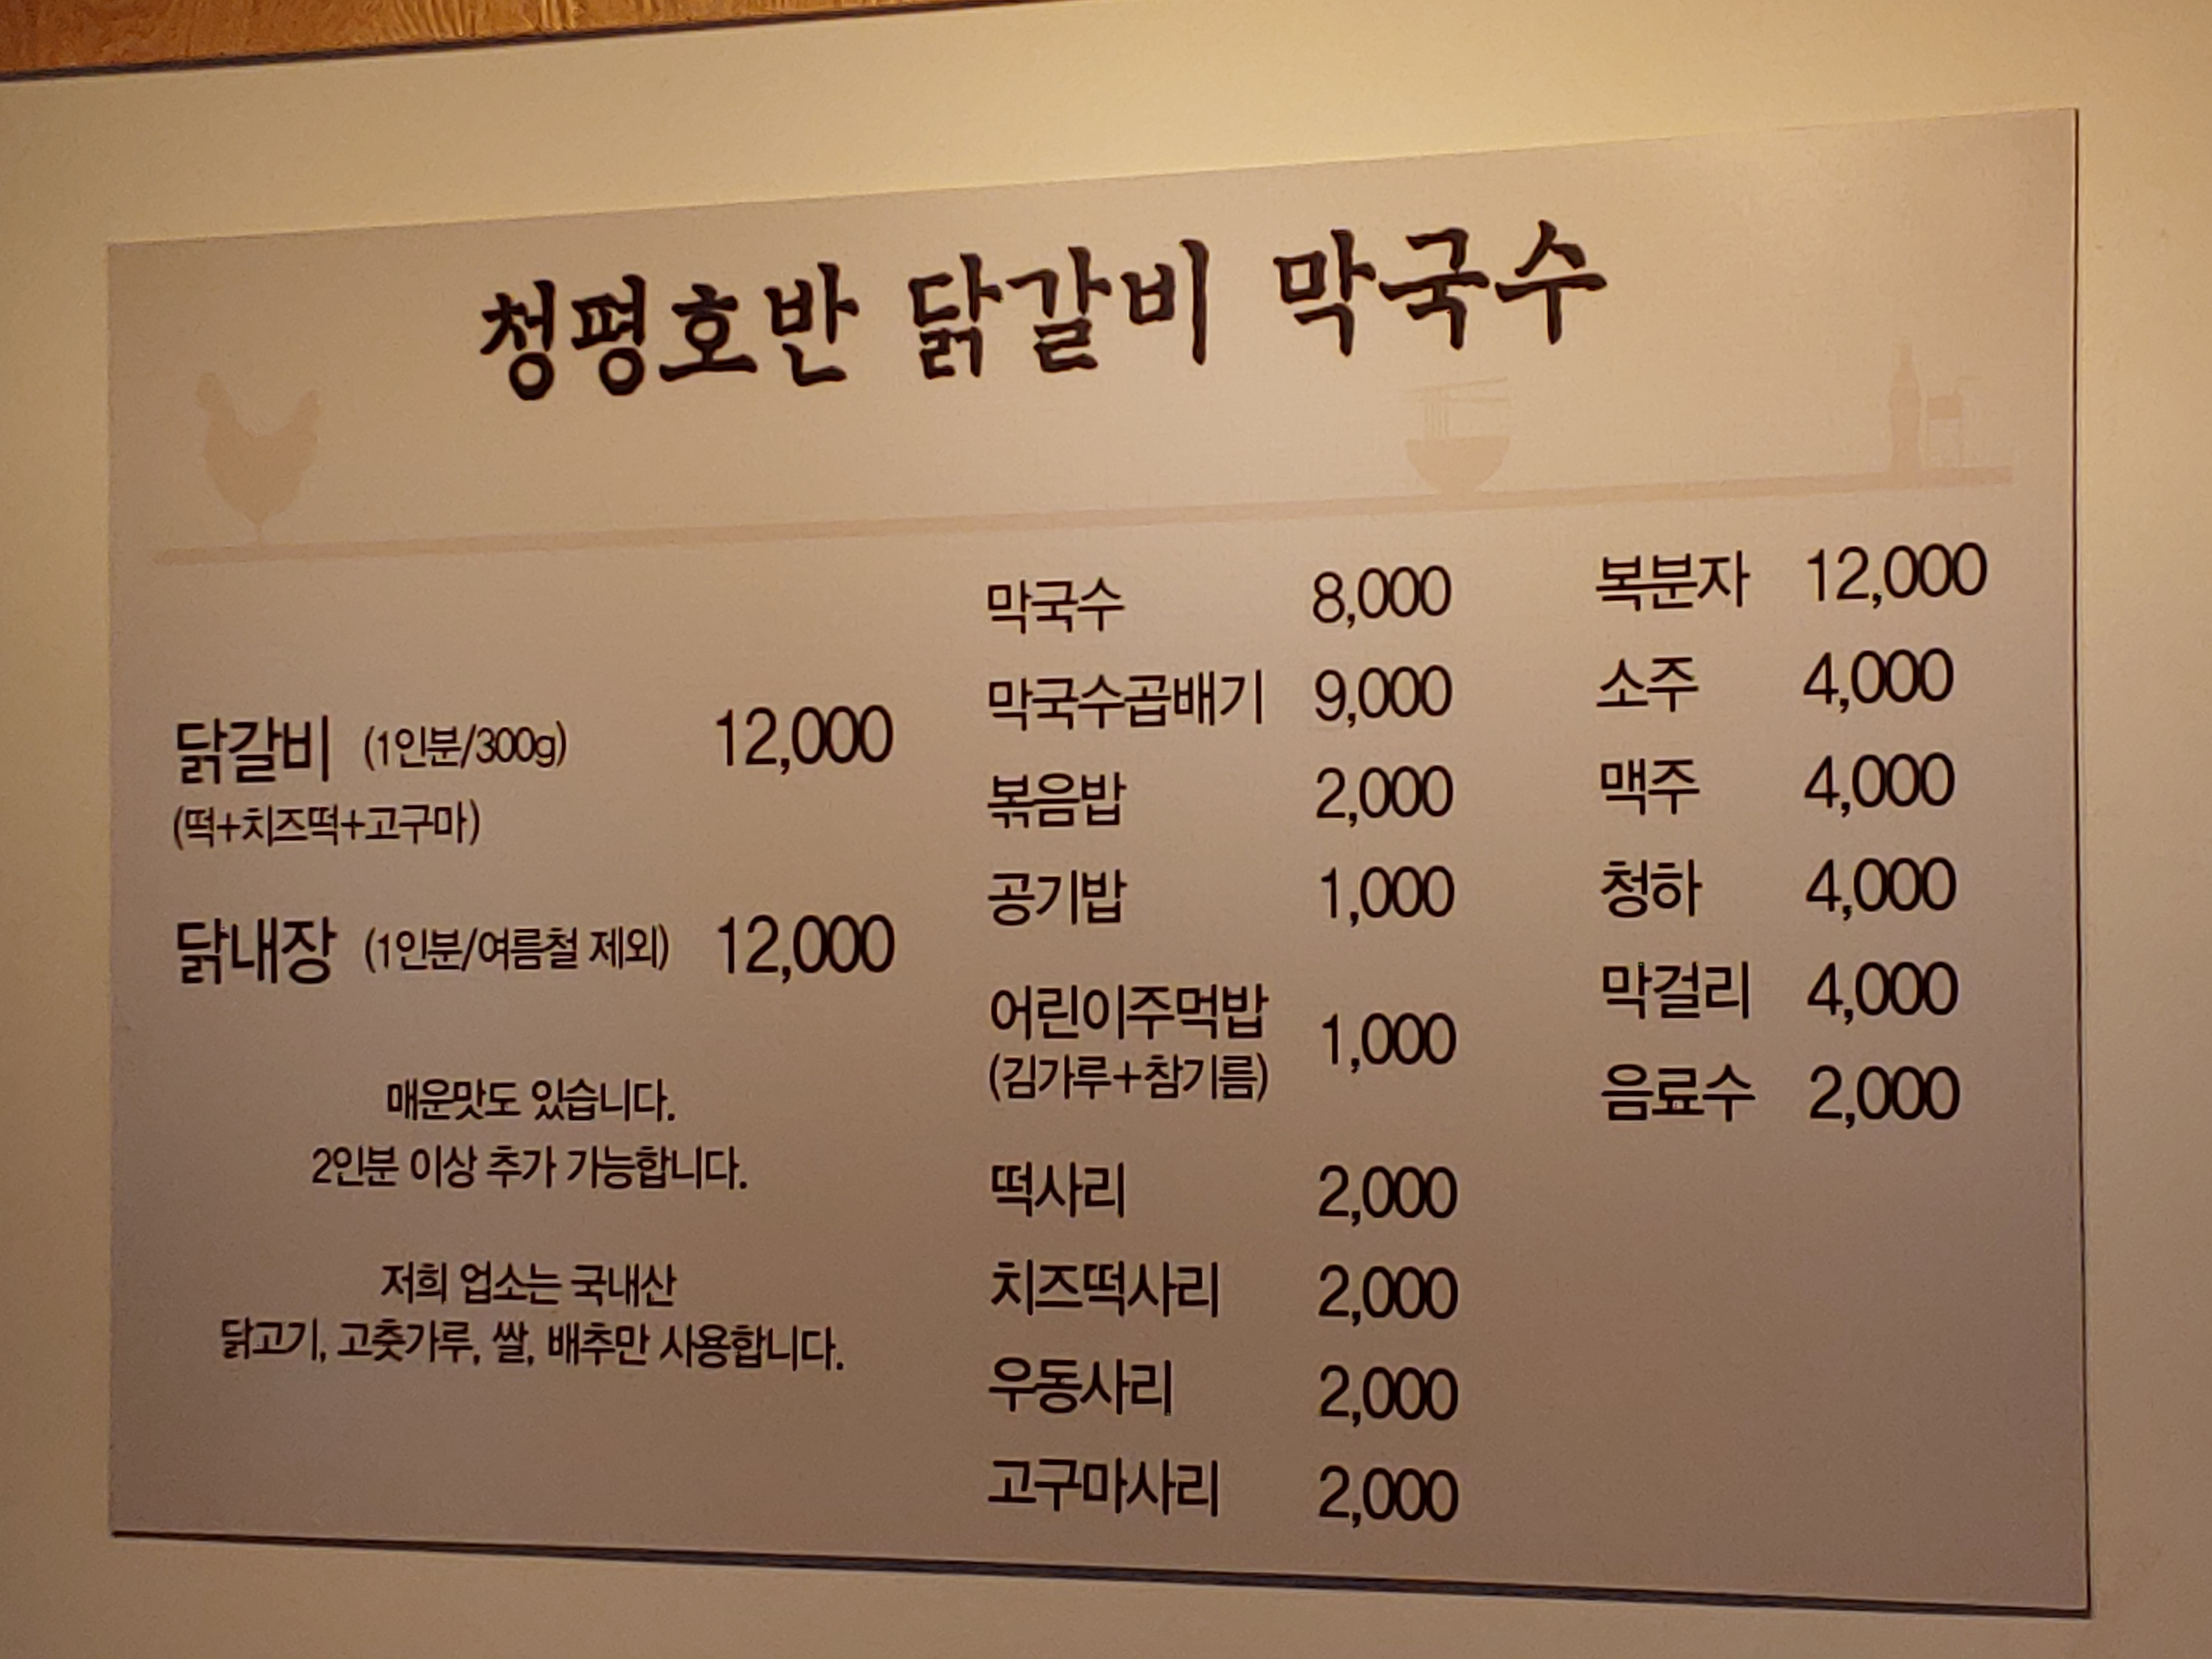 청평호반 닭갈비 막국수
닭갈비 (1인분/300g) 12,000
(떡+치즈떡+고구마)
닭내장 (1인분/여름철 제외) 12,000
매운맛도 있습니다.
2인분 이상 추가 가능합니다.
저희 업소는 국내산
닭고기, 고춧가루, 쌀, 배추만 사용합니다.
막국수 8,000
막국수곱배기 9,000
볶음밥 2,000
공기밥 1,000
어린이주먹밥 1,000
(김가루+참기름)
떡사리 2,000
치즈떡사리 2,000
우동사리 2,000
고구마사리 2,000
복분자 12,000
소주 4,000
맥주 4,000
청하 4,000
막걸리 4,000
음료수 2,000